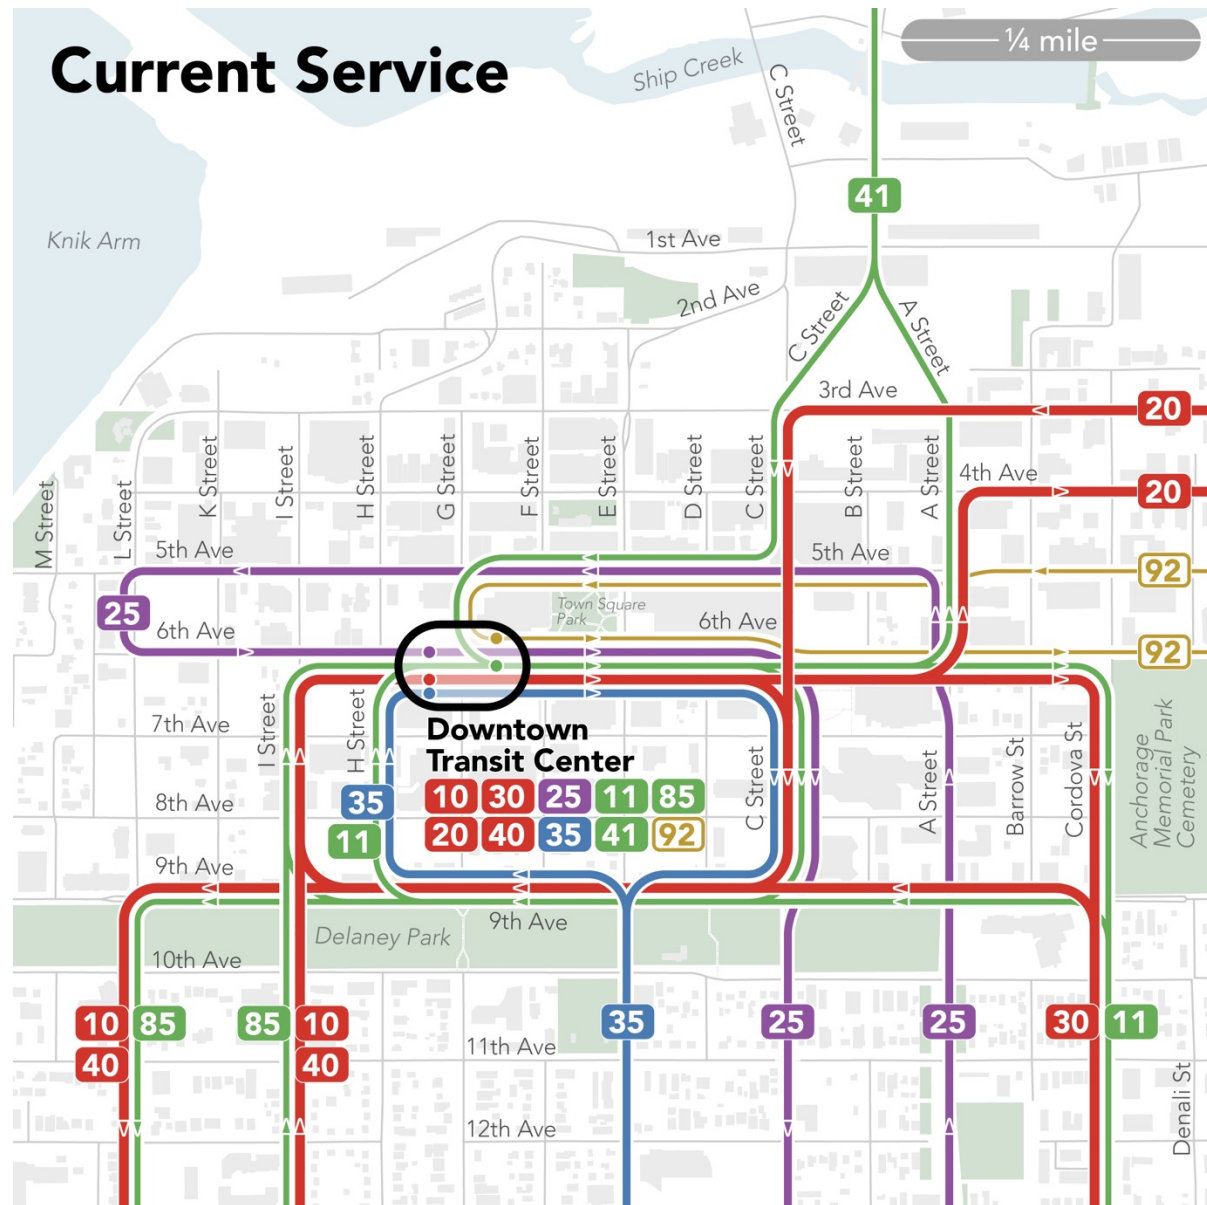 Current Service
¼ mile
Ship Creek
C Street
41
Knik Arm
1st Ave
2nd Ave
C Street
A Street
3rd Ave
20
4th Ave
20
M Street
L Street
K Street
I Street
H Street
G Street
F Street
E Street
D Street
C Street
B Street
A Street
5th Ave
5th Ave
92
25
Town Square
Park
6th Ave
6th Ave
92
Downtown
Transit Center
10 30 25 11 85
20 40 35 41 92
7th Ave
I Street
H Street
C Street
A Street
Barrow St
Cordova St
Anchorage
Memorial Park
Cemetery
35
8th Ave
11
9th Ave
9th Ave
Delaney Park
10th Ave
10 85 85 10 35 25 25 30 11
40 40
11th Ave
Denali St
12th Ave